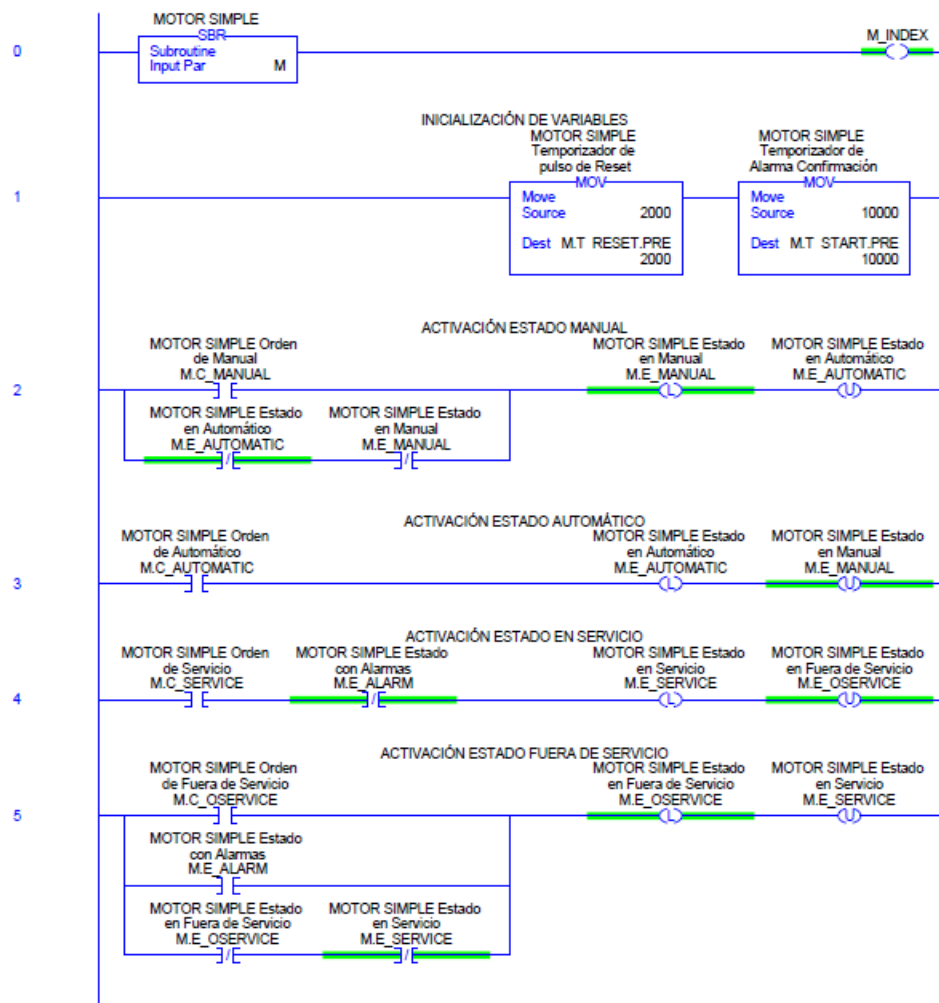 MOTOR SIMPLE
SBR
Subroutine
Input Par M
M_INDEX
0
INICIALIZACIÓN DE VARIABLES
MOTOR SIMPLE
Temporizador de
pulso de Reset
MOV
Move
Source 2000
Dest M.T_RESET.PRE
2000
MOTOR SIMPLE
Temporizador de
Alarma Confirmación
MOV
Move
Source 10000
Dest M.T_START.PRE
10000
1
ACTIVACIÓN ESTADO MANUAL
MOTOR SIMPLE Orden
de Manual
M.C_MANUAL
MOTOR SIMPLE Estado
en Manual
M.E_MANUAL
L
MOTOR SIMPLE Estado
en Automático
M.E_AUTOMATIC
U
2
MOTOR SIMPLE Estado
en Automático
M.E_AUTOMATIC
MOTOR SIMPLE Estado
en Manual
M.E_MANUAL
ACTIVACIÓN ESTADO AUTOMÁTICO
MOTOR SIMPLE Orden
de Automático
M.C_AUTOMATIC
MOTOR SIMPLE Estado
en Automático
M.E_AUTOMATIC
L
MOTOR SIMPLE Estado
en Manual
M.E_MANUAL
U
3
ACTIVACIÓN ESTADO EN SERVICIO
MOTOR SIMPLE Orden
de Servicio
M.C_SERVICE
MOTOR SIMPLE Estado
con Alarmas
M.E_ALARM
MOTOR SIMPLE Estado
en Servicio
M.E_SERVICE
L
MOTOR SIMPLE Estado
en Fuera de Servicio
M.E_OSERVICE
U
4
ACTIVACIÓN ESTADO FUERA DE SERVICIO
MOTOR SIMPLE Orden
de Fuera de Servicio
M.C_OSERVICE
MOTOR SIMPLE Estado
en Fuera de Servicio
M.E_OSERVICE
L
MOTOR SIMPLE Estado
en Servicio
M.E_SERVICE
U
5
MOTOR SIMPLE Estado
con Alarmas
M.E_ALARM
MOTOR SIMPLE Estado
en Fuera de Servicio
M.E_OSERVICE
MOTOR SIMPLE Estado
en Servicio
M.E_SERVICE